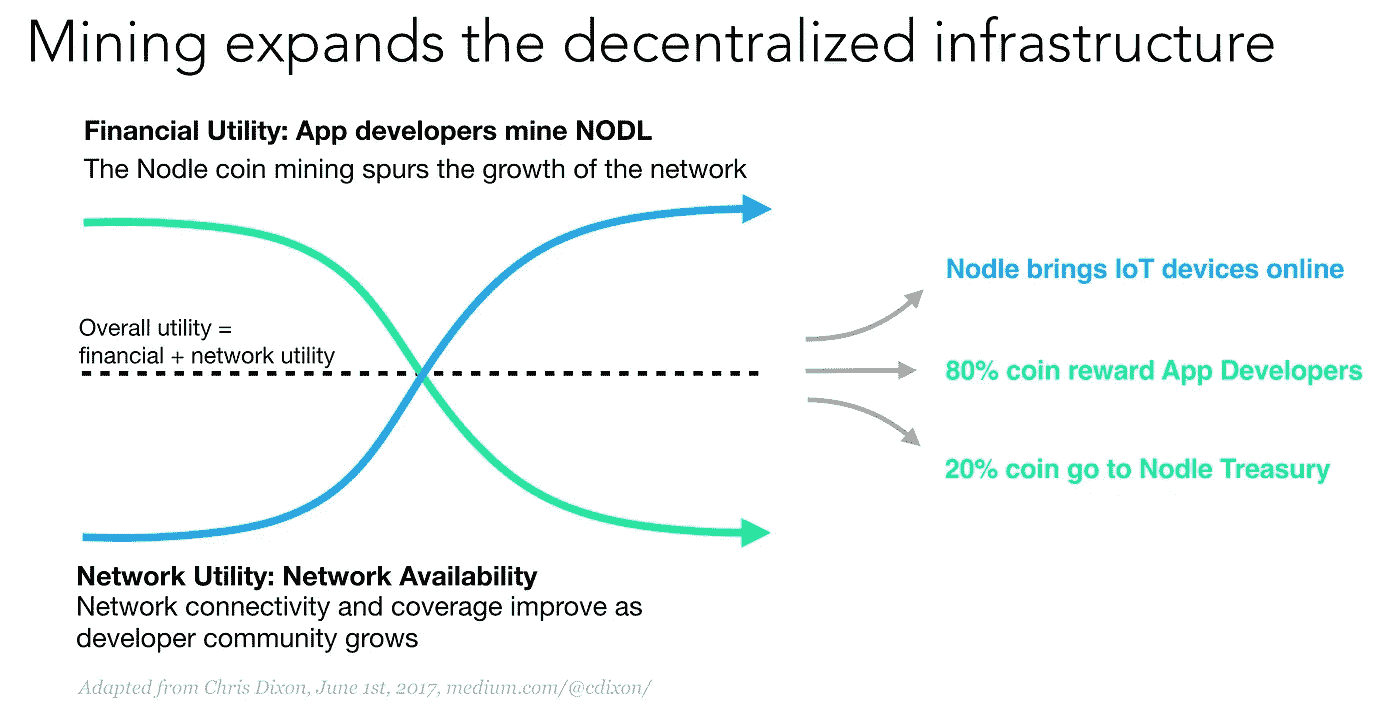 Mining expands the decentralized infrastructure
Financial Utility: App developers mine NODL
The Nodle coin mining spurs the growth of the network
Overall utility =
financial + network utility
Nodle brings IoT devices online
80% coin reward App Developers
20% coin go to Nodle Treasury
Network Utility: Network Availability
Network connectivity and coverage improve as
developer community grows
Adapted from Chris Dixon, June 1st, 2017, medium.com/@cdixon/